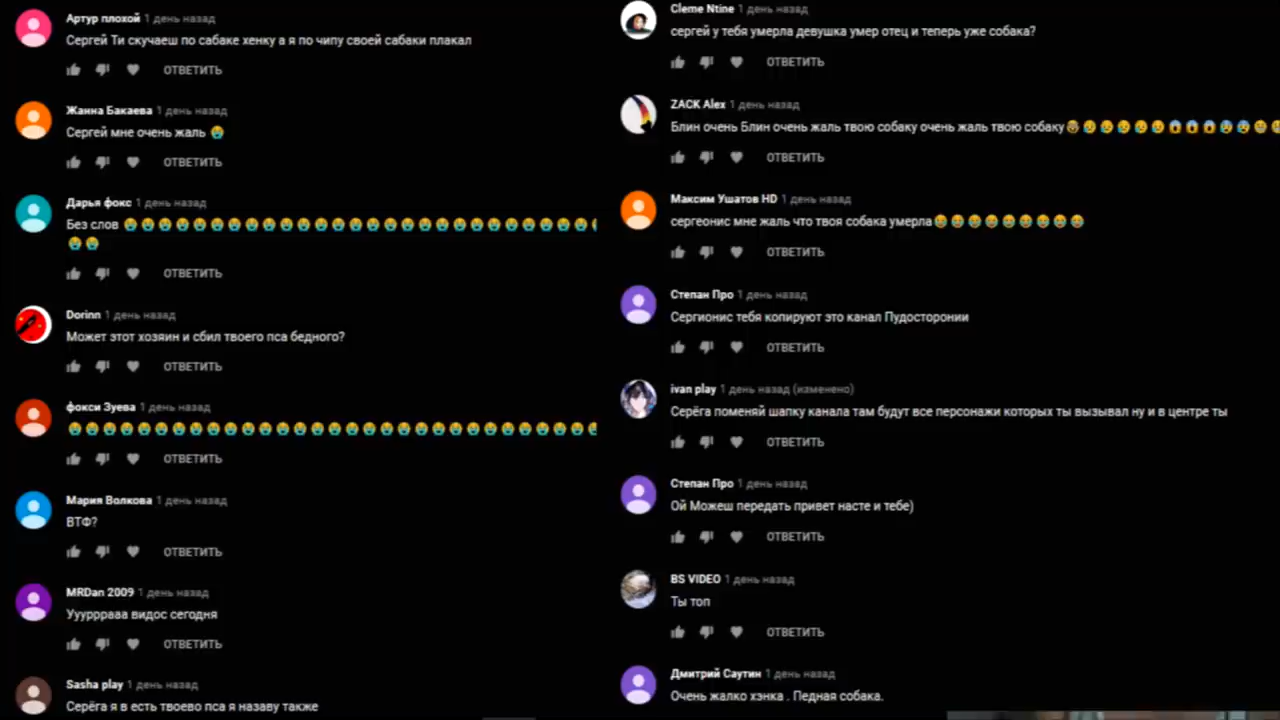 Артур плохой 1 день назад
Сергей Ти скучаеш по сабаке хенку а я по чипу своей сабаки плакал
ОТВЕТИТЬ
Жанна Бакаева 1 день назад
Сергей мне очень жаль 😭
ОТВЕТИТЬ
Дарья фокс 1 день назад
Без слов 😭😭😭😭😭😭😭😭😭😭😭😭😭😭😭😭😭😭😭😭😭😭😭😭😭😭😭😭
😭😭
ОТВЕТИТЬ
Dorinn 1 день назад
Может этот хозяин и сбил твоего пса бедного?
ОТВЕТИТЬ
фокси Зуева 1 день назад
😭😭😭😭😭😭😭😭😭😭😭😭😭😭😭😭😭😭😭😭😭😭😭😭😭😭😭😭😭😭😭
ОТВЕТИТЬ
Мария Волкова 1 день назад
ВТФ?
ОТВЕТИТЬ
MRDan 2009 1 день назад
Ууурррааа видос сегодня
ОТВЕТИТЬ
Sasha play 1 день назад
Серёга я в есть твоево пса я назаву также
Cleme Ntine 1 день назад
сергей у тебя умерла девушка умер отец и теперь уже собака?
ОТВЕТИТЬ
ZACK Alex 1 день назад
Блин очень Блин очень жаль твою собаку очень жаль твою собаку
ОТВЕТИТЬ
Максим Ушатов HD 1 день назад
сергеонис мне жаль что твоя собака умерла😭😭😭😭😭😭😭😭😭
ОТВЕТИТЬ
Степан Про 1 день назад
Сергионис тебя копируют это канал Пудосторонии
ОТВЕТИТЬ
ivan play 1 день назад (изменено)
Серёга поменяй шапку канала там будут все персонажи которых ты вызывал ну и в центре ты
ОТВЕТИТЬ
Степан Про 1 день назад
Ой Можеш передать привет насте и тебе)
ОТВЕТИТЬ
BS VIDEO 1 день назад
Ты топ
ОТВЕТИТЬ
Дмитрий Саутин 1 день назад
Очень жалко хэнка . Педная собака.